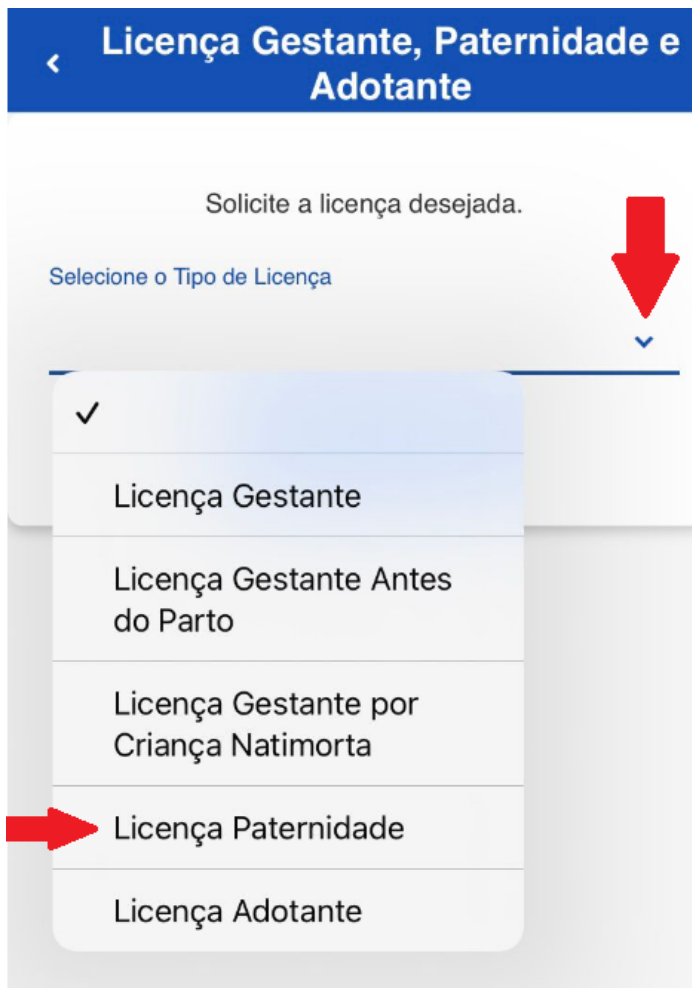 Licença Gestante, Paternidade e
Adotante
Solicite a licença desejada.
Selecione o Tipo de Licença
Licença Gestante
Licença Gestante Antes
do Parto
Licença Gestante por
Criança Natimorta
Licença Paternidade
Licença Adotante